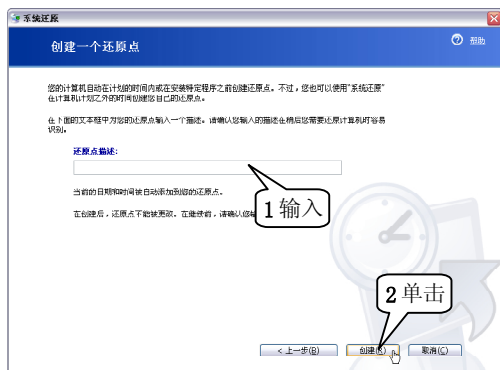 系统还原
创建一个还原点
帮助
您的计算机自动在计划的时间内或在安装特定程序之前创建还原点。不过，您也可以使用“系统还原”
在计算机计划之外的时间创建您自己的还原点。
在下面的文本框中为您的还原点输入一个描述。请确认您输入的描述在稍后您需要还原计算机时容易
识别。
还原点描述:
当前的日期和时间被自动添加到您的还原点。
1 输入
在创建后，还原点不能被更改。在继续前，请确认您
2 单击
< 上一步(B)
创建(R)
取消(C)